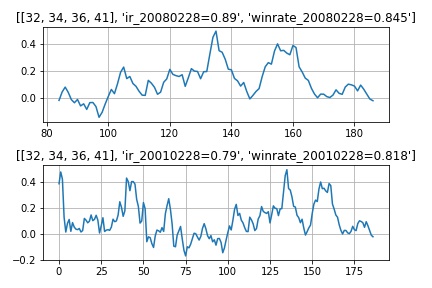 [[32, 34, 36, 41], 'ir_20080228=0.89', 'winrate_20080228=0.845']
0.4
0.2
0.0
80 100 120 140 160 180
[[32, 34, 36, 41], 'ir_20010228=0.79', 'winrate_20010228=0.818']
0.4
0.2
0.0
−0.2
0 25 50 75 100 125 150 175